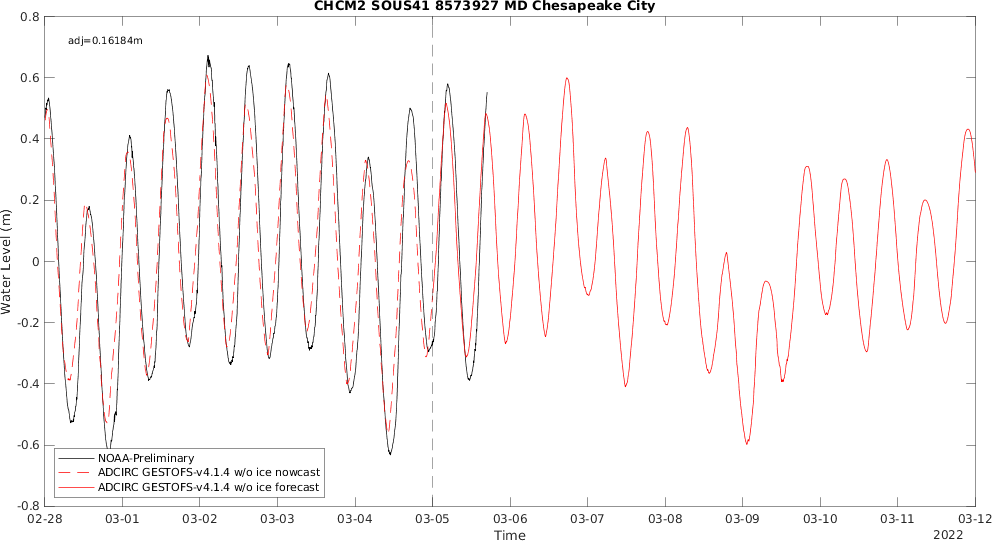 CHCM2 SOUS41 8573927 MD Chesapeake City
adj=0.16184m
0.8
0.6
0.4
0.2
0
-0.2
-0.4
-0.6
-0.8
Water Level (m)
NOAA-Preliminary
ADCIRC GESTOFS-v4.1.4 w/o ice nowcast
ADCIRC GESTOFS-v4.1.4 w/o ice forecast
02-28 03-01 03-02 03-03 03-04 03-05 03-06 03-07 03-08 03-09 03-10 03-11 03-12
Time
2022